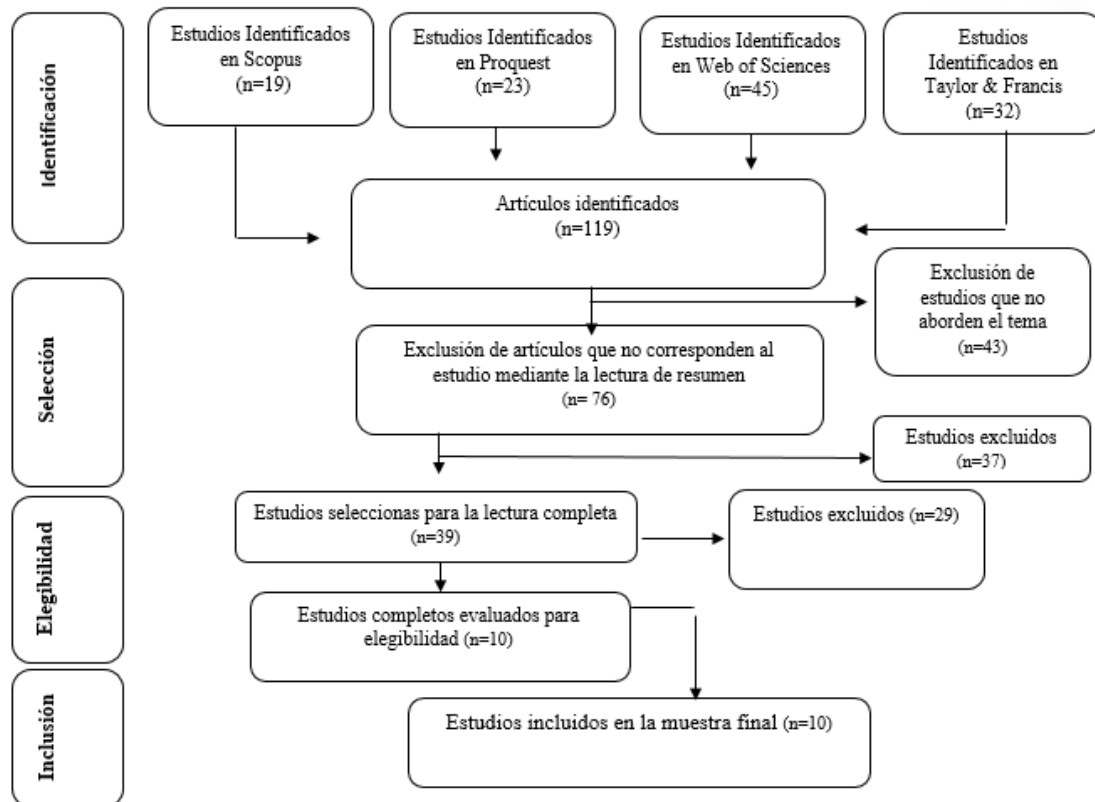 Identificación
Estudios Identificados
en Scopus
(n=19)
Estudios Identificados
en Proquest
(n=23)
Estudios Identificados
en Web of Sciences
(n=45)
Estudios
Identificados en
Taylor & Francis
(n=32)
Artículos identificados
(n=119)
Selección
Exclusión de
estudios que no
aborden el tema
(n=43)
Exclusión de artículos que no corresponden al
estudio mediante la lectura de resumen
(n= 76)
Estudios excluidos
(n=37)
Elegibilidad
Estudios seleccionas para la lectura completa
(n=39)
Estudios excluidos (n=29)
Estudios completos evaluados para
elegibilidad (n=10)
Inclusión
Estudios incluidos en la muestra final (n=10)